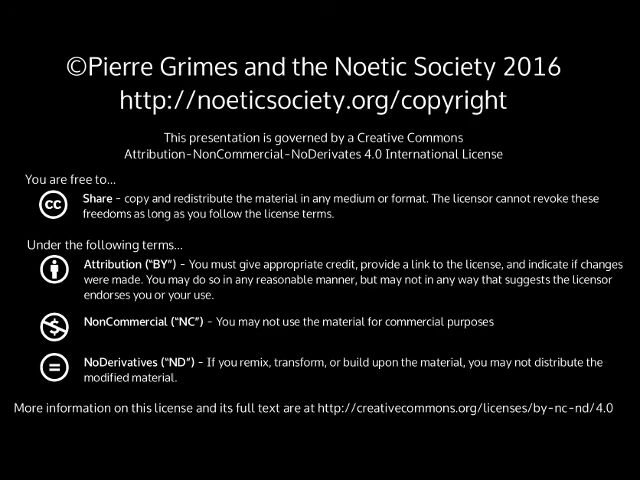 ©Pierre Grimes and the Noetic Society 2016
http://noeticsociety.org/copyright
This presentation is governed by a Creative Commons
Attribution-NonCommercial-NoDerivates 4.0 International License
You are free to...
cc
Share - copy and redistribute the material in any medium or format. The licensor cannot revoke these
freedoms as long as you follow the license terms.
Under the following terms...
Attribution ("BY") - You must give appropriate credit, provide a link to the license, and indicate if changes
were made. You may do so in any reasonable manner, but may not in any way that suggests the licensor
endorses you or your use.
NonCommercial ("NC") - You may not use the material for commercial purposes
NoDerivatives ("ND") - If you remix, transform, or build upon the material, you may not distribute the
modified material.
More information on this license and its full text are at http://creativecommons.org/licenses/by-nc-nd/4.0